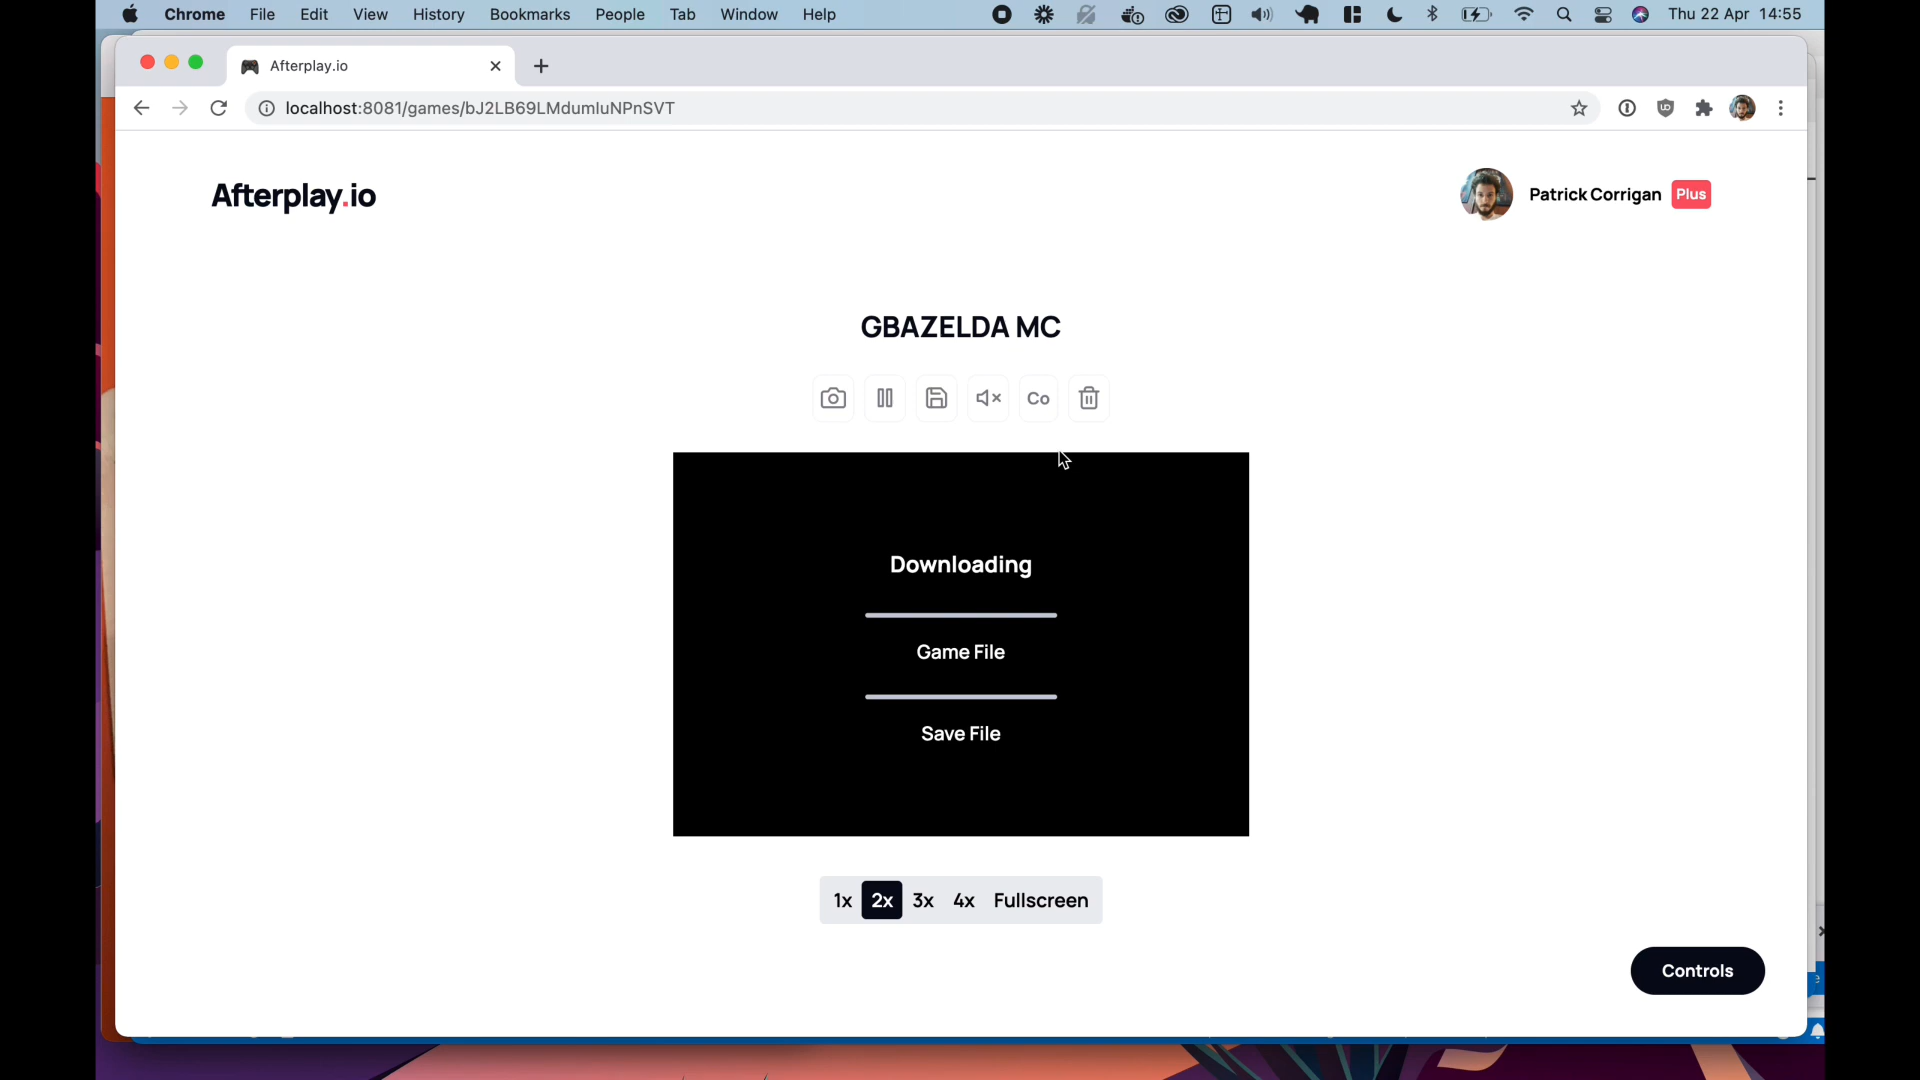 Chrome File Edit View History Bookmarks People Tab Window Help Thu 22 Apr 14:55
Afterplay.io
localhost:8081/games/bJ2LB69LMdumIuNPnSVT
Afterplay.io
Patrick Corrigan Plus
GBAZELDA MC
Co
Downloading
Game File
Save File
1x 2x 3x 4x Fullscreen
Controls